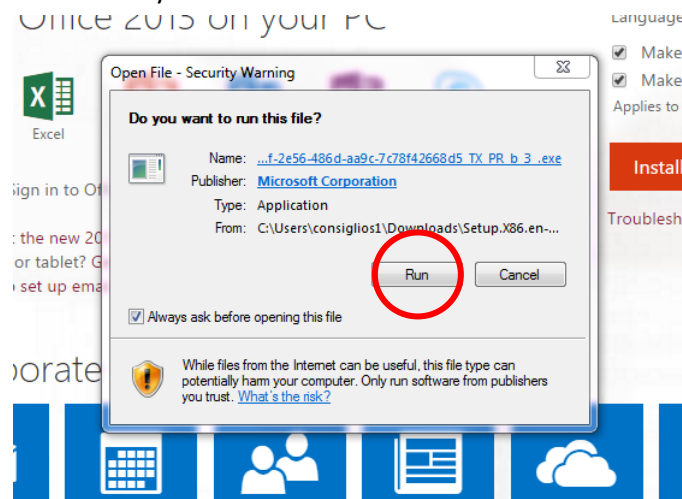 Office 2013 on your PC
Language
Make
Make
Applies to
Excel
Install
Troublesh
Sign in to Of
t the new 20
or tablet? G
set up ema
Open File - Security Warning
Do you want to run this file?
Name: ...f-2e56-486d-aa9c-7c78f42668d5_TX_PR_b_3_.exe
Publisher: Microsoft Corporation
Type: Application
From: C:\Users\consiglios1\Downloads\Setup.X86.en-...
Run Cancel
Always ask before opening this file
While files from the Internet can be useful, this file type can
potentially harm your computer. Only run software from publishers
you trust. What's the risk?
porate